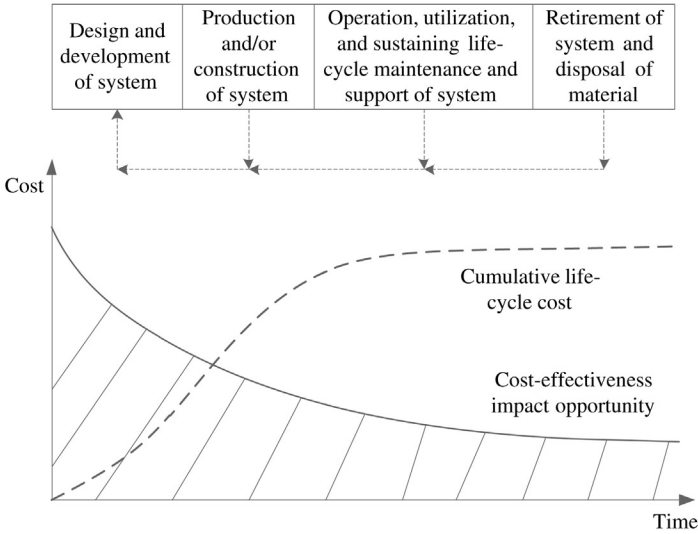 Design and
development
of system
Production
and/or
construction
of system
Operation, utilization,
and sustaining life-
cycle maintenance and
support of system
Retirement of
system and
disposal of
material
Cost
Cumulative life-
cycle cost
Cost-effectiveness
impact opportunity
Time